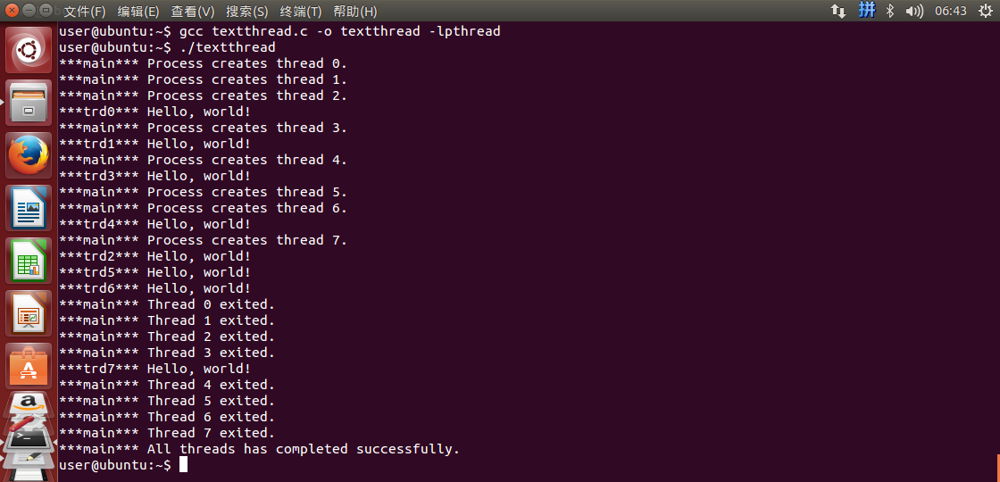 文件(F) 编辑(E) 查看(V) 搜索(S) 终端(T) 帮助(H) 拼 06:43
user@ubuntu:~$ gcc textthread.c -o textthread -lpthread
user@ubuntu:~$ ./textthread
***main*** Process creates thread 0.
***main*** Process creates thread 1.
***main*** Process creates thread 2.
***trd0*** Hello, world!
***main*** Process creates thread 3.
***trd1*** Hello, world!
***main*** Process creates thread 4.
***trd3*** Hello, world!
***main*** Process creates thread 5.
***main*** Process creates thread 6.
***trd4*** Hello, world!
***main*** Process creates thread 7.
***trd2*** Hello, world!
***trd5*** Hello, world!
***trd6*** Hello, world!
***main*** Thread 0 exited.
***main*** Thread 1 exited.
***main*** Thread 2 exited.
***main*** Thread 3 exited.
***trd7*** Hello, world!
***main*** Thread 4 exited.
***main*** Thread 5 exited.
***main*** Thread 6 exited.
***main*** Thread 7 exited.
***main*** All threads has completed successfully.
user@ubuntu:~$